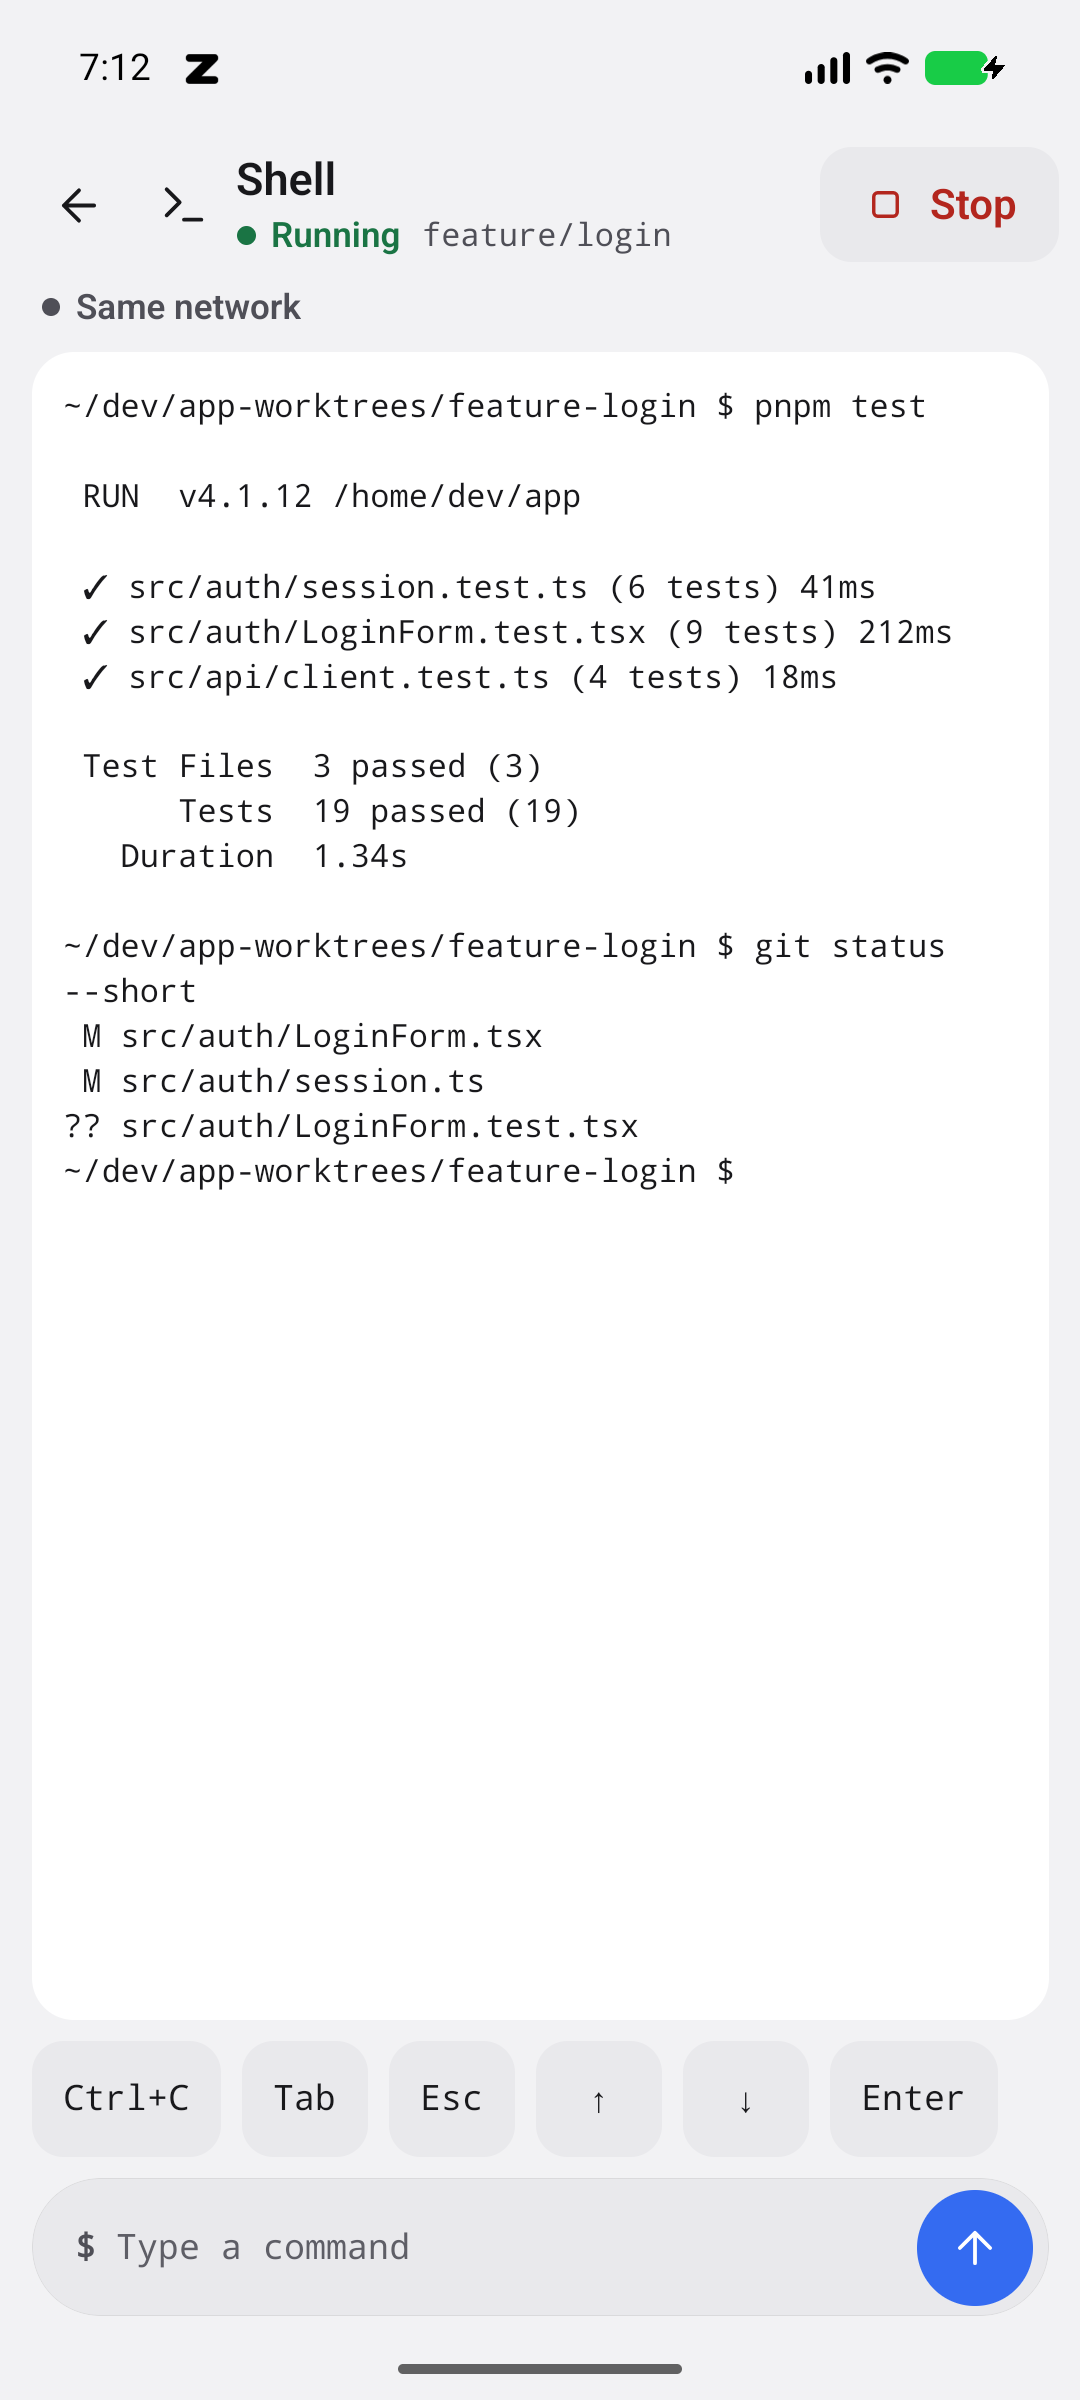 7:12
Shell
Running feature/login
Stop
Same network
~/dev/app-worktrees/feature-login $ pnpm test
RUN  v4.1.12 /home/dev/app
✓ src/auth/session.test.ts (6 tests) 41ms
✓ src/auth/LoginForm.test.tsx (9 tests) 212ms
✓ src/api/client.test.ts (4 tests) 18ms
Test Files  3 passed (3)
Tests  19 passed (19)
Duration  1.34s
~/dev/app-worktrees/feature-login $ git status
--short
M src/auth/LoginForm.tsx
M src/auth/session.ts
?? src/auth/LoginForm.test.tsx
~/dev/app-worktrees/feature-login $
Ctrl+C Tab Esc ↑ ↓ Enter
$ Type a command